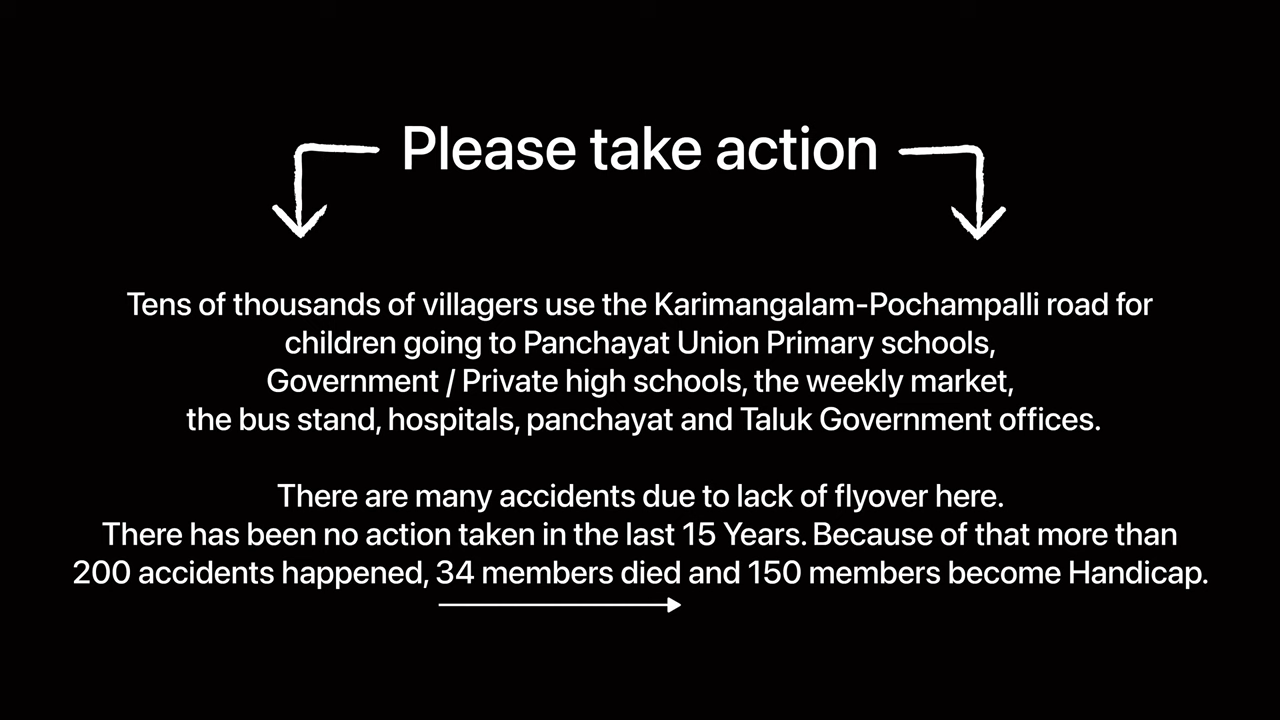 Please take action
Tens of thousands of villagers use the Karimangalam-Pochampalli road for
children going to Panchayat Union Primary schools,
Government / Private high schools, the weekly market,
the bus stand, hospitals, panchayat and Taluk Government offices.
There are many accidents due to lack of flyover here.
There has been no action taken in the last 15 Years. Because of that more than
200 accidents happened, 34 members died and 150 members become Handicap.